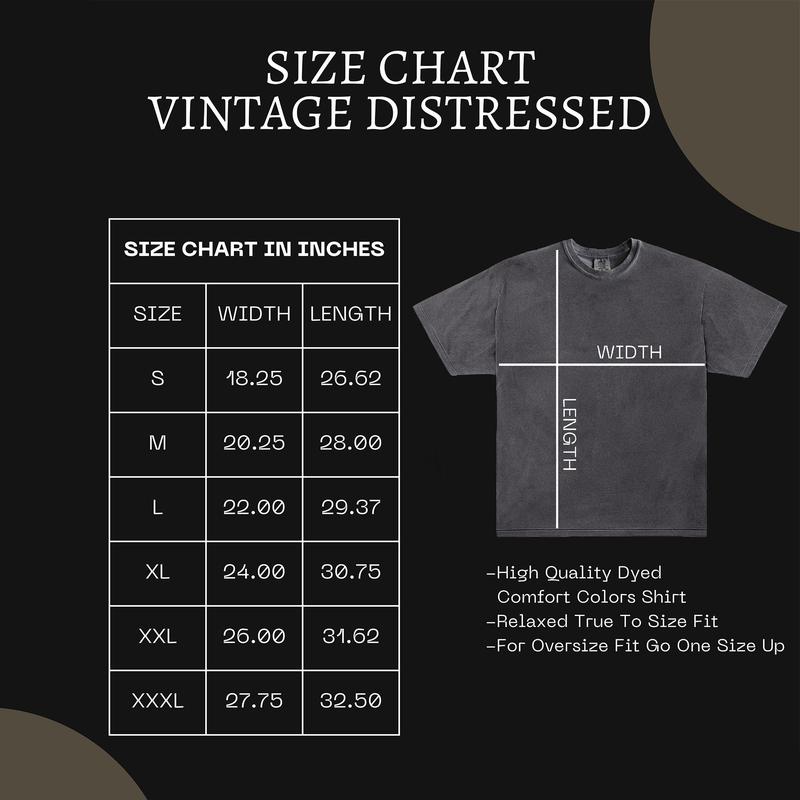 SIZE CHART
VINTAGE DISTRESSED
SIZE CHART IN INCHES
SIZE WIDTH LENGTH
S 18.25 26.62
M 20.25 28.00
L 22.00 29.37
XL 24.00 30.75
XXL 26.00 31.62
XXXL 27.75 32.50
WIDTH
LENGTH
-High Quality Dyed
Comfort Colors Shirt
-Relaxed True To Size Fit
-For Oversize Fit Go One Size Up